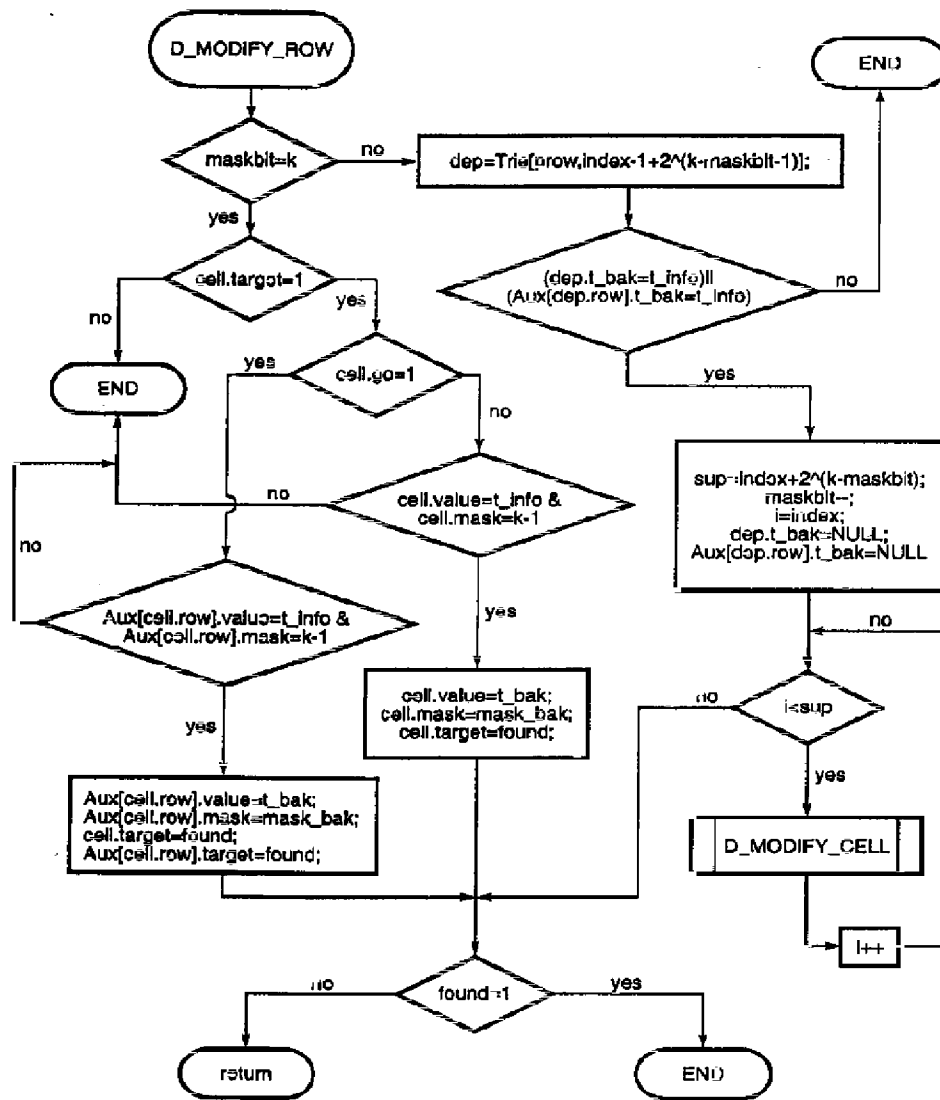 D_MODIFY_ROW
END
maskbit=k
no
dep=Trie[prow,index-1+2^(k-maskbit-1)];
yes
cell.target=1
(dep.t_bak=t_info)||
(Aux[dep.row].t_bak=t_info)
no
yes
no
END
yes
cell.go=1
yes
no
sup=index+2^(k-maskbit);
maskbit--;
i=index;
dep.t_bak=NULL;
Aux[dep.row].t_bak=NULL
cell.value=t_info &
cell.mask=k-1
no
no
Aux[cell.row].value=t_info &
Aux[cell.row].mask=k-1
yes
no
cell.value=t_bak;
cell.mask=mask_bak;
cell.target=found;
no
i<sup
yes
yes
Aux[cell.row].value=t_bak;
Aux[cell.row].mask=mask_bak;
cell.target=found;
Aux[cell.row].target=found;
D_MODIFY_CELL
i++
no
found=1
yes
return
END